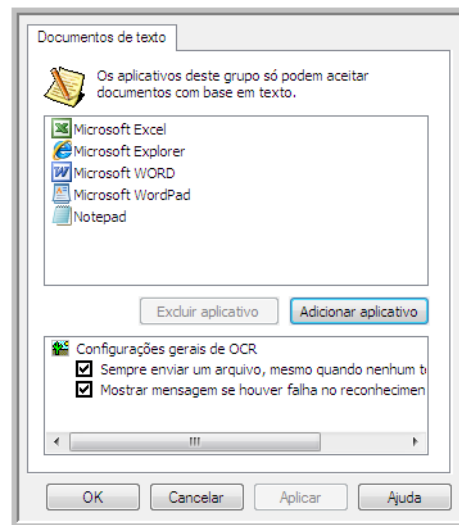 Documentos de texto
Os aplicativos deste grupo só podem aceitar
documentos com base em texto.
Microsoft Excel
Microsoft Explorer
Microsoft WORD
Microsoft WordPad
Notepad
Excluir aplicativo Adicionar aplicativo
Configurações gerais de OCR
Sempre enviar um arquivo, mesmo quando nenhum t
Mostrar mensagem se houver falha no reconhecimen
OK Cancelar Aplicar Ajuda